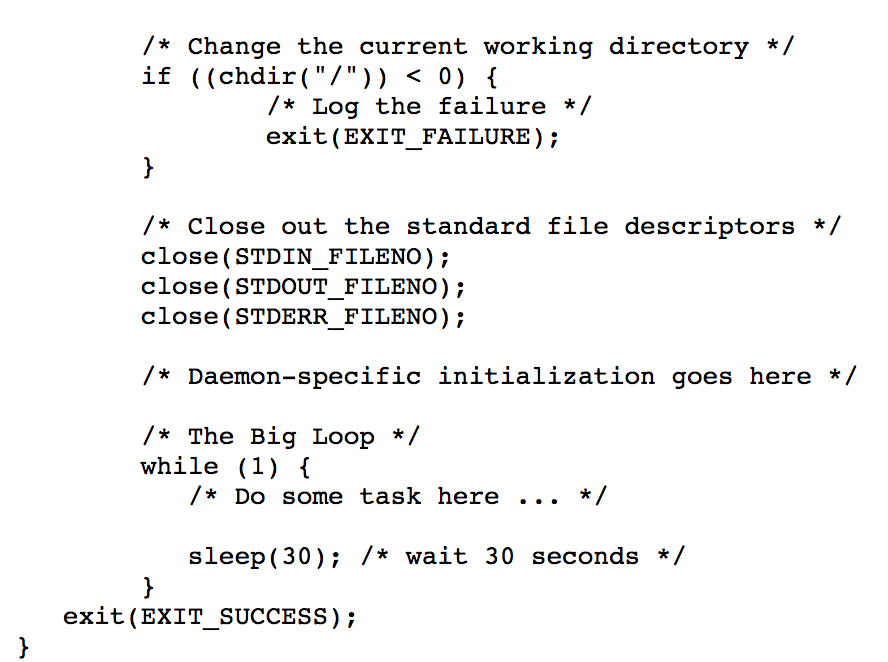 /* Change the current working directory */
if ((chdir("/")) < 0) {
/* Log the failure */
exit(EXIT_FAILURE);
}
/* Close out the standard file descriptors */
close(STDIN_FILENO);
close(STDOUT_FILENO);
close(STDERR_FILENO);
/* Daemon-specific initialization goes here */
/* The Big Loop */
while (1) {
/* Do some task here ... */
sleep(30); /* wait 30 seconds */
}
exit(EXIT_SUCCESS);
}